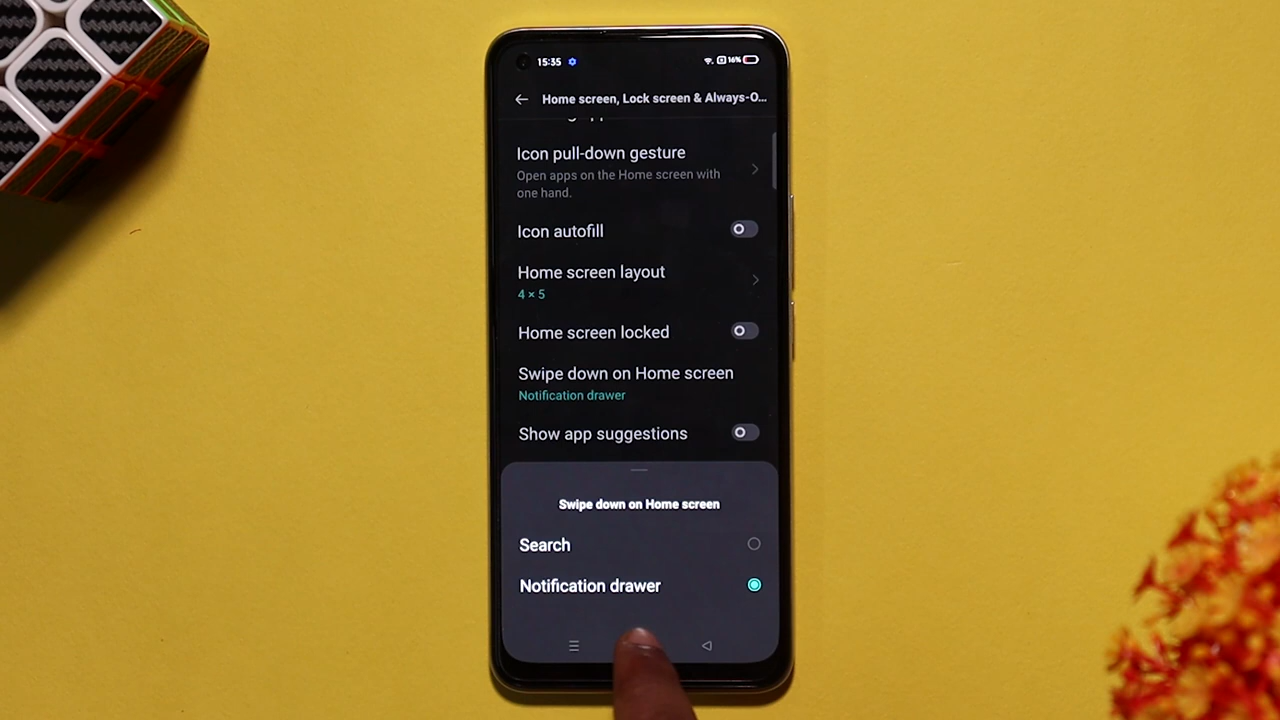 15:35
16%
Home screen, Lock screen & Always-O...
Icon pull-down gesture
Open apps on the Home screen with
one hand.
Icon autofill
Home screen layout
4 × 5
Home screen locked
Swipe down on Home screen
Notification drawer
Show app suggestions
Swipe down on Home screen
Search
Notification drawer